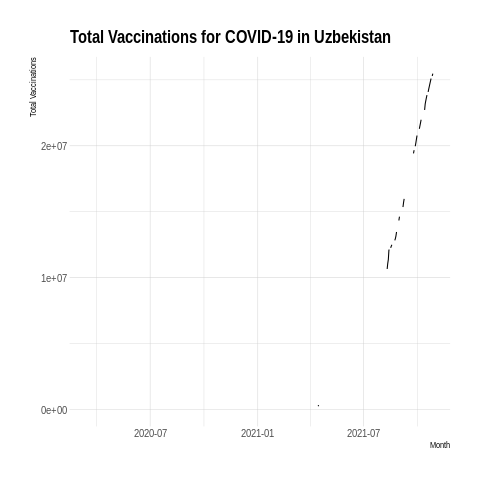 Total Vaccinations for COVID-19 in Uzbekistan
Total Vaccinations
2e+07
1e+07
0e+00
2020-07 2021-01 2021-07
Month